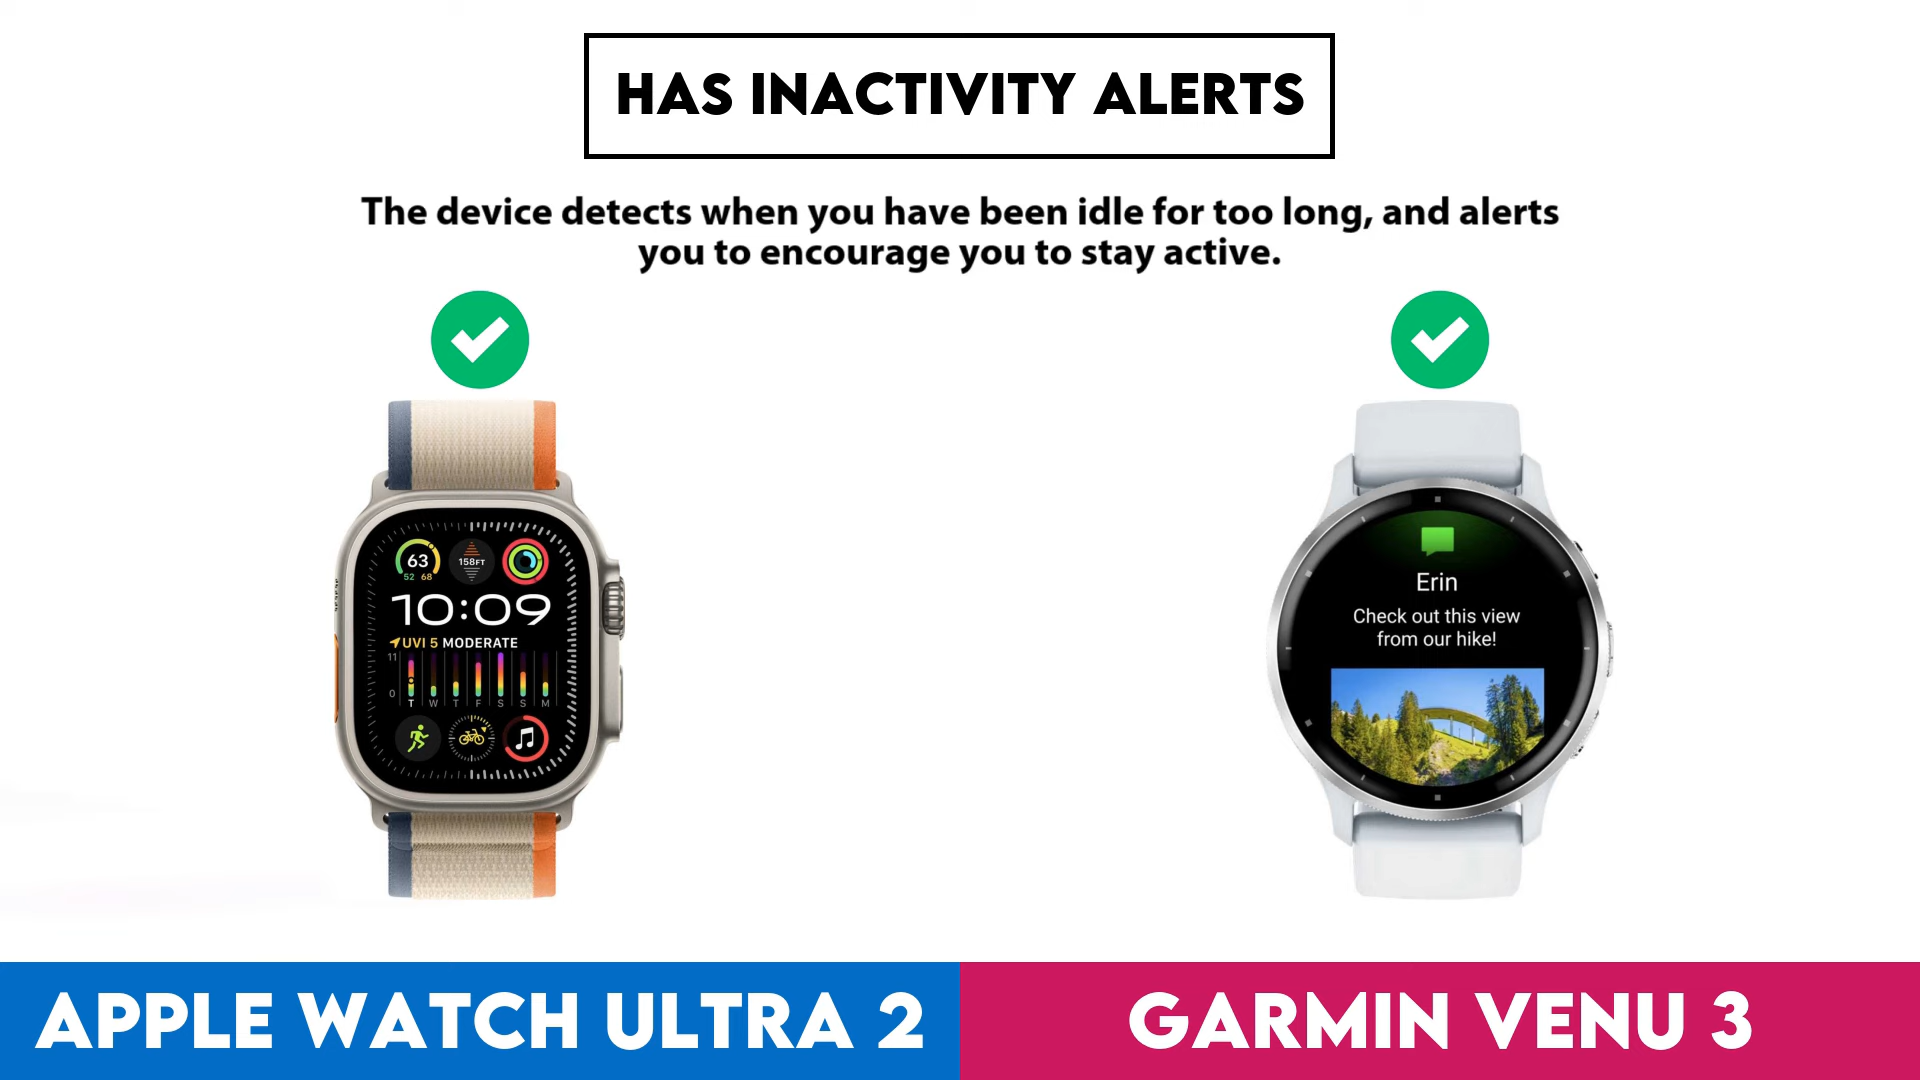 HAS INACTIVITY ALERTS
The device detects when you have been idle for too long, and alerts
you to encourage you to stay active.
63
52 68
158FT
10:09
UVI 5 MODERATE
11
0
T W T F S S M
Erin
Check out this view
from our hike!
APPLE WATCH ULTRA 2
GARMIN VENU 3